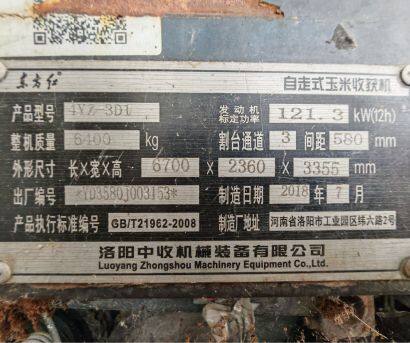 东方红 自走式玉米收获机
产品型号 4YZ-3D1 发动机标定功率 121.3 kW(12h)
整机质量 6400 kg 割台通道 3 间距 580 mm
外形尺寸 长X宽X高 6700 x 2360 x 3355 mm
出厂编号 *YD3580J003153* 制造日期 2018 年 7 月
产品执行标准编号 GB/T21962-2008 制造厂地址 河南省洛阳市工业园区纬六路2号
洛阳中收机械装备有限公司
Luoyang Zhongshou Machinery Equipment Co.,Ltd.